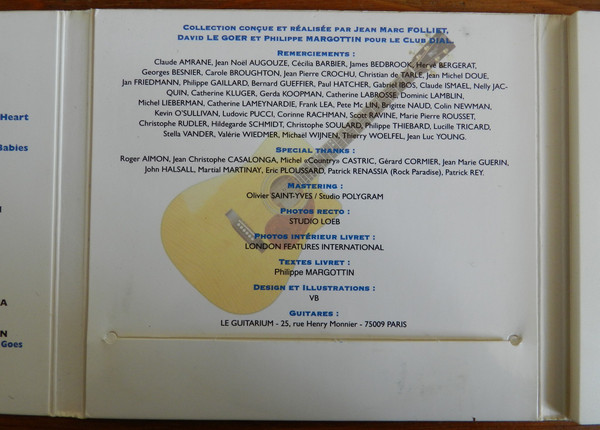 Collection conçue et réalisée par Jean Marc FOLLIET,
David LE GOER et Philippe MARGOTTIN pour le Club DIAL.
Remerciements :
Claude AMRANE, Jean Noël AUGOUZE, Cécilia BARBIER, James BEDBROOK, Hervé BERGERAT,
Georges BESNIER, Carole BROUGHTON, Jean Pierre CROCHU, Christian de TARLE, Jean Michel DOUE,
Jan FRIEDMANN, Philippe GAILLARD, Bernard GUEFFIER, Paul HATCHER, Gabriel IBOS, Claude ISMAEL, Nelly JAC-
QUIN, Catherine KLUGER, Gerda KOOPMAN, Catherine LABROSSE, Dominic LAMBLIN,
Michel LIEBERMAN, Catherine LAMEYNARDIE, Frank LEA, Pete Mc LIN, Brigitte NAUD, Colin NEWMAN,
Kevin O'SULLIVAN, Ludovic PUCCI, Corinne RACHMAN, Scott RAVINE, Marie Pierre ROUSSET,
Christophe RUDLER, Hildegarde SCHMIDT, Christophe SOULARD, Philippe THIEBARD, Lucille TRICARD,
Stella VANDER, Valérie WIEDMER, Michaël WIJNEN, Thierry WOELFEL, Jean Luc YOUNG.
Special thanks :
Roger AIMON, Jean Christophe CASALONGA, Michel «Country» CASTRIC, Gérard CORMIER, Jean Marie GUERIN,
John HALSALL, Martial MARTINAY, Eric PLOUSSARD, Patrick RENASSIA (Rock Paradise), Patrick REY.
Mastering :
Olivier SAINT-YVES / Studio POLYGRAM
Photos recto :
STUDIO LOEB
Photos intérieur livret :
LONDON FEATURES INTERNATIONAL
Textes livret :
Philippe MARGOTTIN
Design et Illustrations :
VB
Guitares :
LE GUITARIUM - 25, rue Henry Monnier - 75009 PARIS
Heart
Babies
A
N
Goes